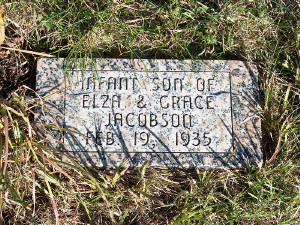 INFANT SON OF
ELZA & GRACE
JACOBSON
FEB. 19, 1935